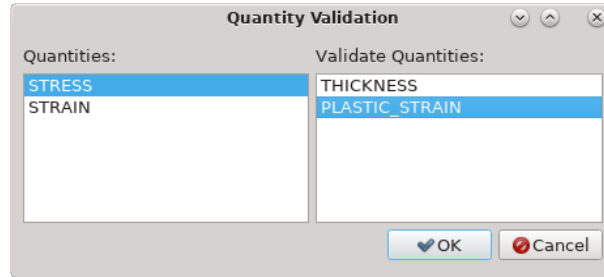 Quantity Validation
Quantities:
Validate Quantities:
STRESS
STRAIN
THICKNESS
PLASTIC_STRAIN
OK
Cancel